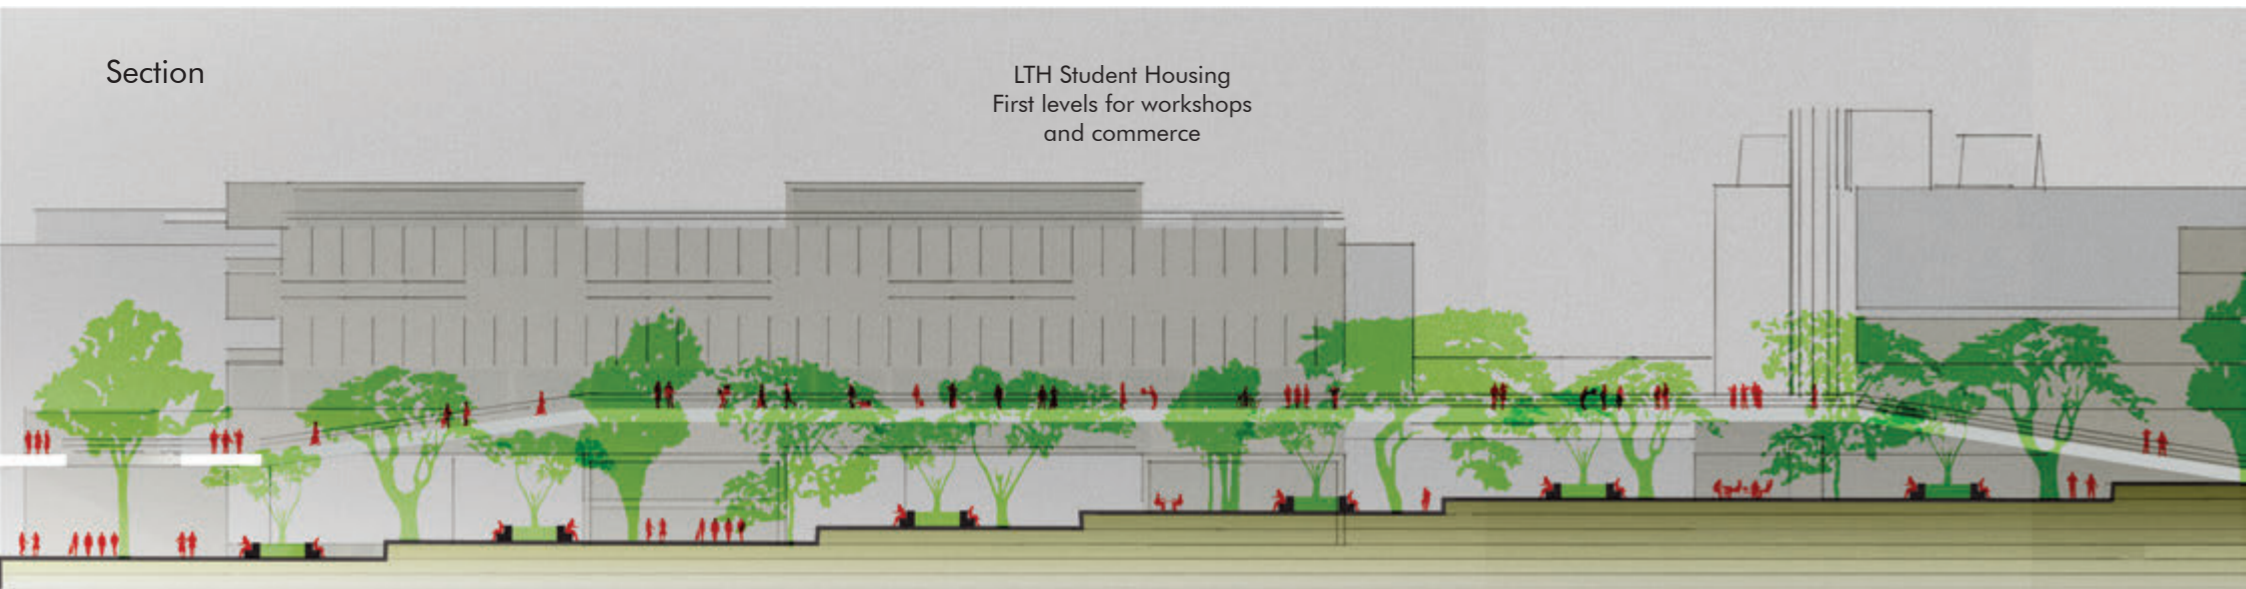 Section
LTH Student Housing
First levels for workshops
and commerce